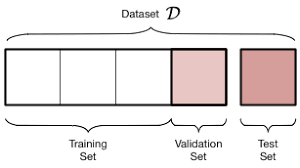 Dataset 𝒟
Training Validation Test
Set Set Set